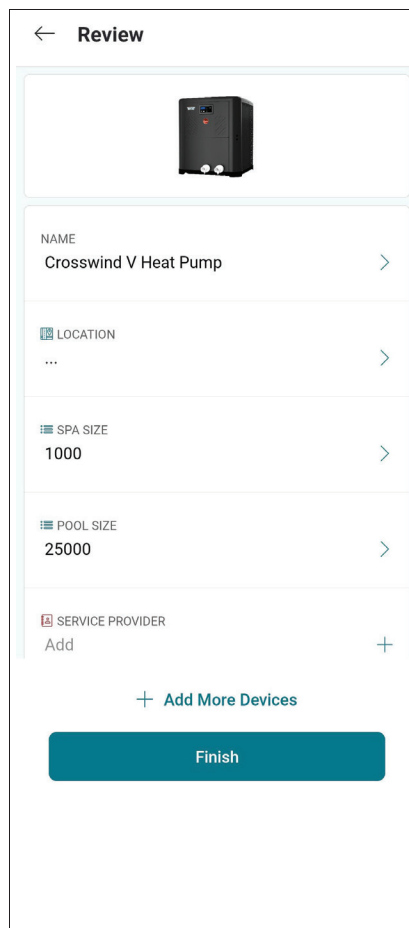 Review
NAME
Crosswind V Heat Pump
LOCATION
...
SPA SIZE
1000
POOL SIZE
25000
SERVICE PROVIDER
Add
Add More Devices
Finish